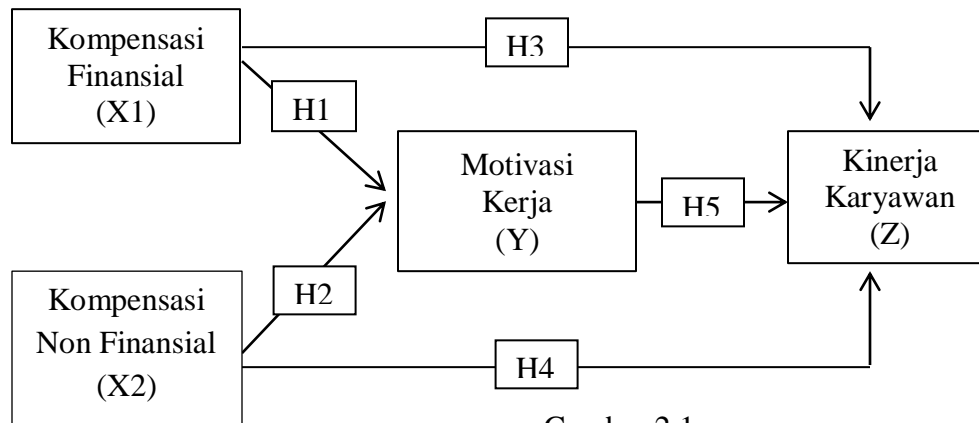 Kompensasi
Finansial
(X1)
H3
H1
Motivasi
Kerja
(Y)
H5
Kinerja
Karyawan
(Z)
H2
Kompensasi
Non Finansial
(X2)
H4